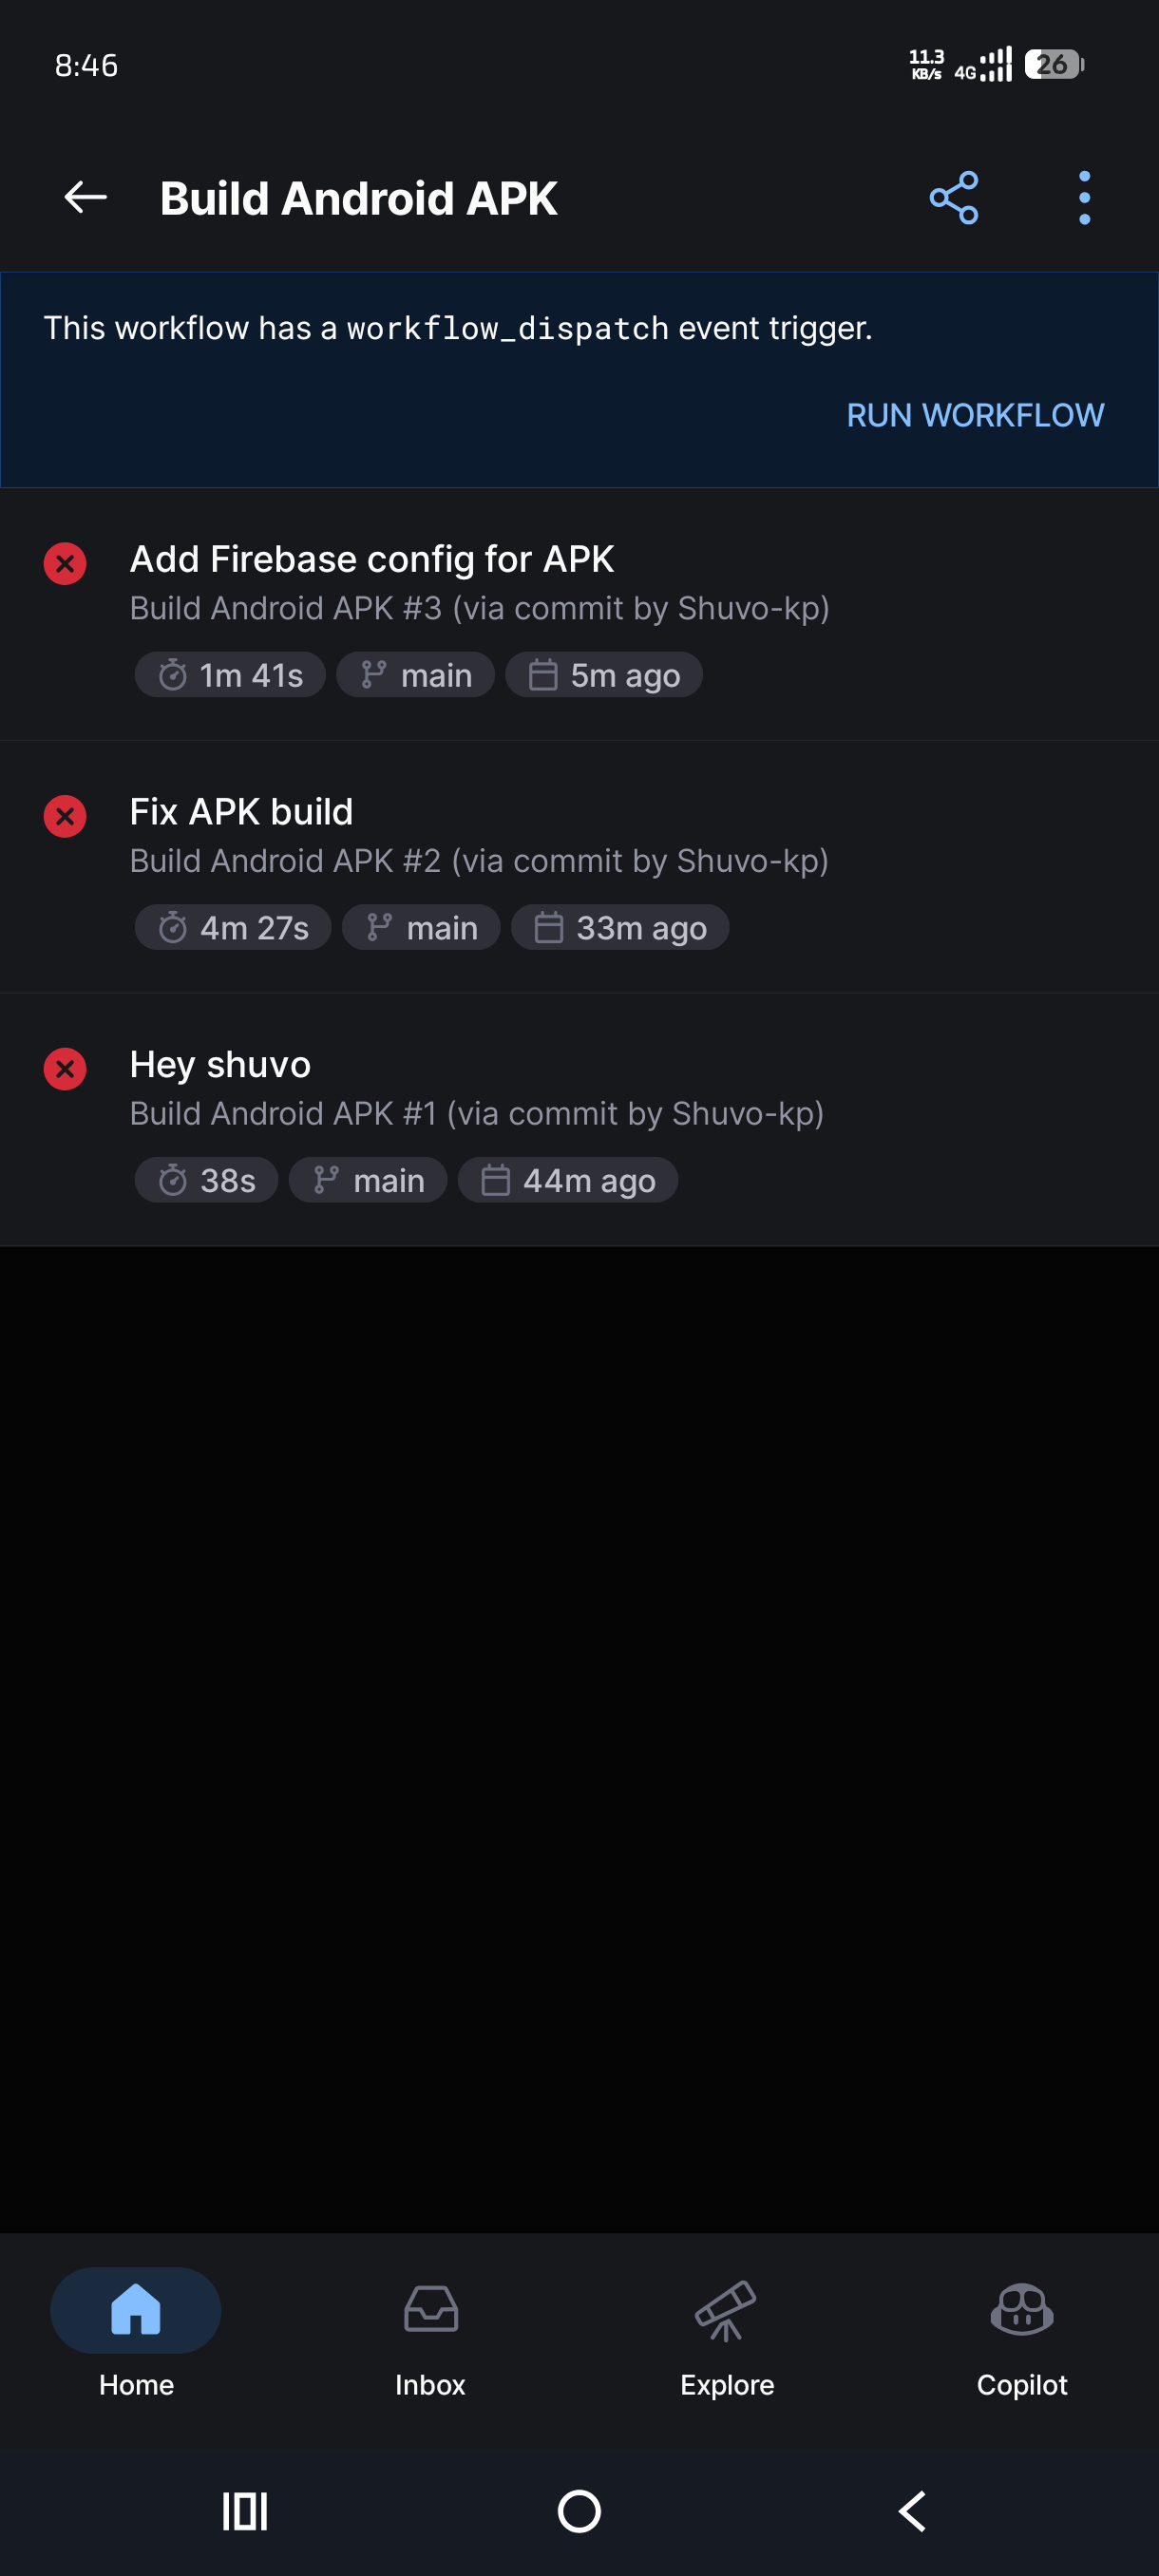 8:46
11.3
KB/s
4G
26
Build Android APK
This workflow has a workflow_dispatch event trigger.
RUN WORKFLOW
Add Firebase config for APK
Build Android APK #3 (via commit by Shuvo-kp)
1m 41s main 5m ago
Fix APK build
Build Android APK #2 (via commit by Shuvo-kp)
4m 27s main 33m ago
Hey shuvo
Build Android APK #1 (via commit by Shuvo-kp)
38s main 44m ago
Home Inbox Explore Copilot